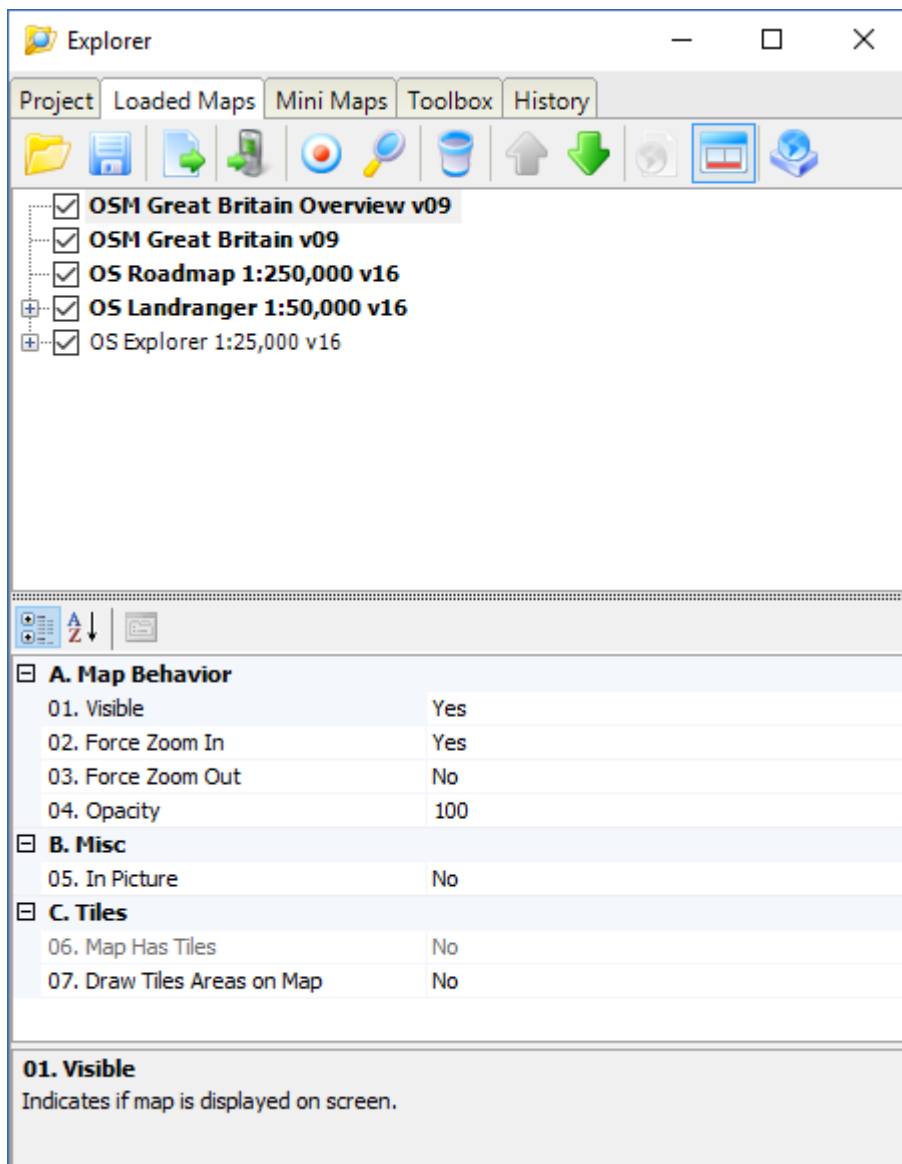 Explorer
Project Loaded Maps Mini Maps Toolbox History
OSM Great Britain Overview v09
OSM Great Britain v09
OS Roadmap 1:250,000 v16
OS Landranger 1:50,000 v16
OS Explorer 1:25,000 v16
A Z
A. Map Behavior
01. Visible Yes
02. Force Zoom In Yes
03. Force Zoom Out No
04. Opacity 100
B. Misc
05. In Picture No
C. Tiles
06. Map Has Tiles No
07. Draw Tiles Areas on Map No
01. Visible
Indicates if map is displayed on screen.